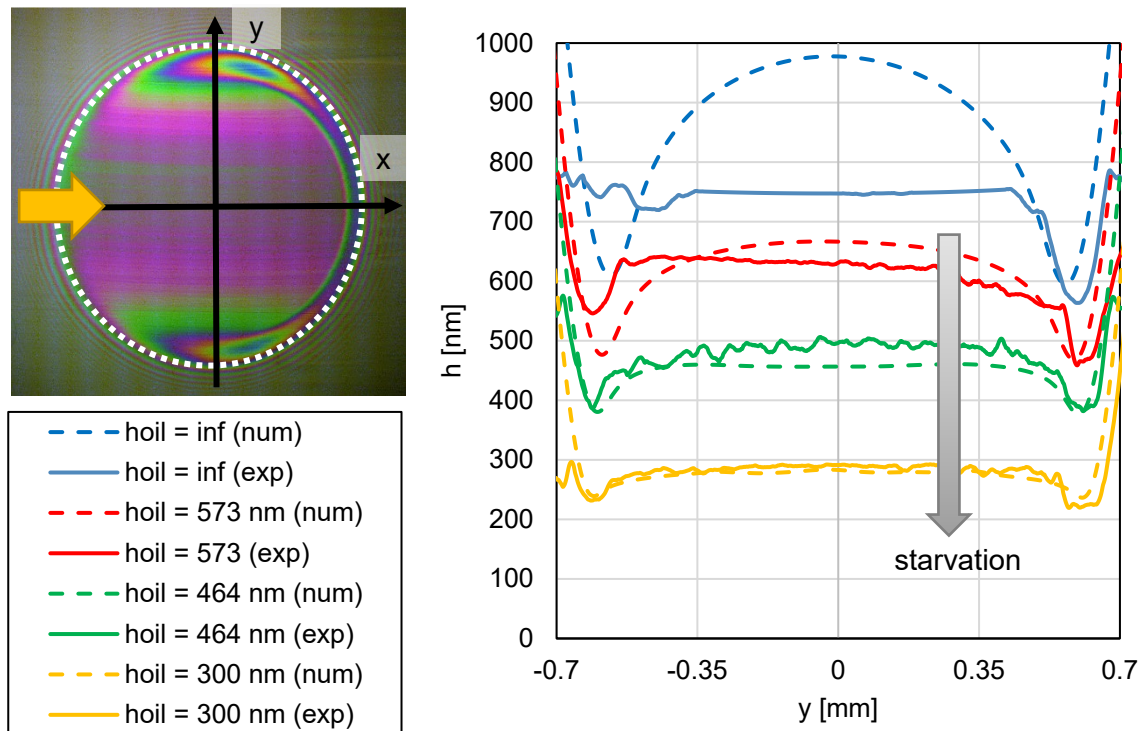 y
x
hoil = inf (num)
hoil = inf (exp)
hoil = 573 nm (num)
hoil = 573 (exp)
hoil = 464 nm (num)
hoil = 464 nm (exp)
hoil = 300 nm (num)
hoil = 300 nm (exp)
1000
900
800
700
600
500
400
300
200
100
0
h [nm]
starvation
-0.7
-0.35
0
0.35
0.7
y [mm]